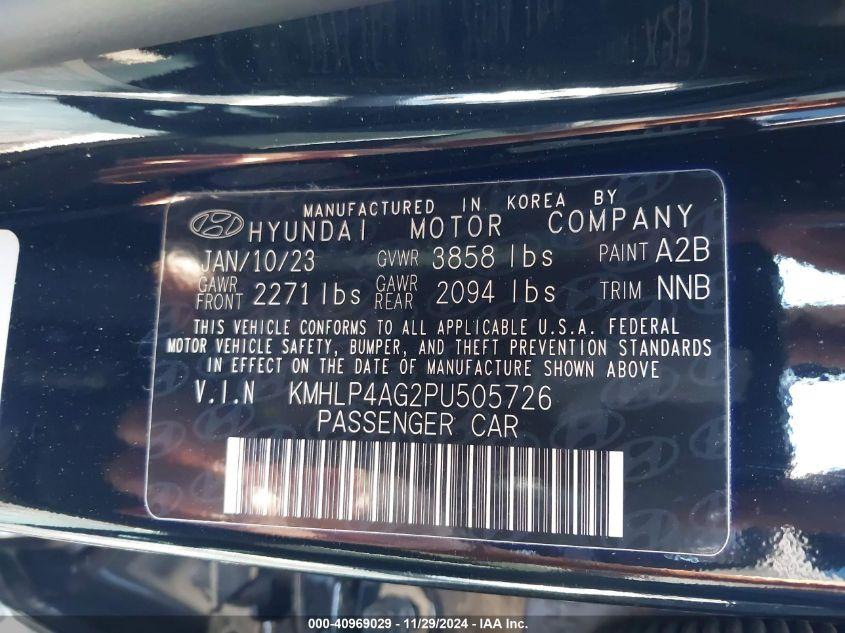 MANUFACTURED IN KOREA BY
HYUNDAI MOTOR COMPANY
JAN/10/23 GVWR 3858 lbs PAINT A2B
GAWR FRONT 2271 lbs GAWR REAR 2094 lbs TRIM NNB
THIS VEHICLE CONFORMS TO ALL APPLICABLE U.S.A. FEDERAL
MOTOR VEHICLE SAFETY, BUMPER, AND THEFT PREVENTION STANDARDS
IN EFFECT ON THE DATE OF MANUFACTURE SHOWN ABOVE
V.I.N KMHLP4AG2PU505726
PASSENGER CAR
000-40969029 - 11/29/2024 - IAA Inc.